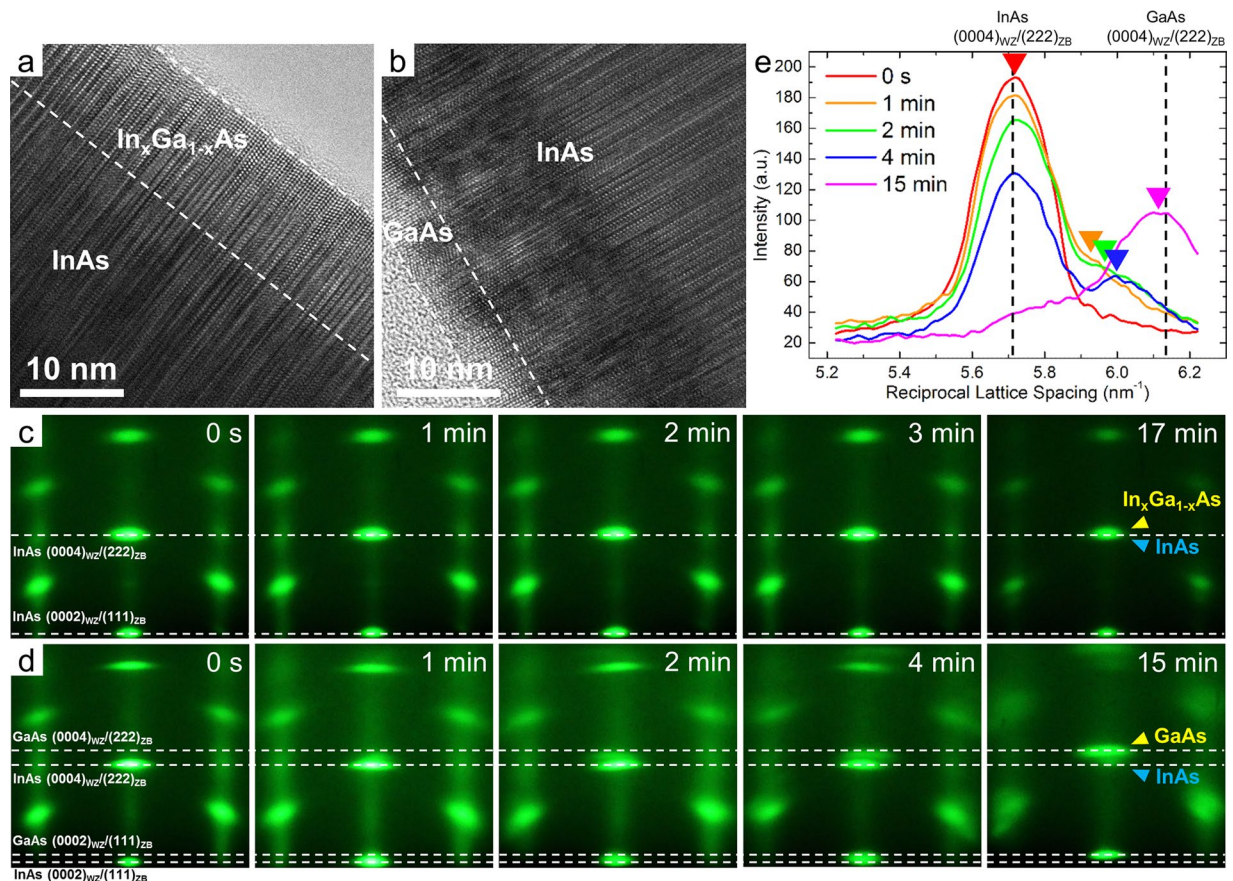 a
InₓGa₁₋ₓAs
InAs
10 nm
b
InAs
GaAs
10 nm
InAs
(0004)WZ/(222)ZB
GaAs
(0004)WZ/(222)ZB
e
0 s
1 min
2 min
4 min
15 min
Intensity (a.u.)
200
180
160
140
120
100
80
60
40
20
5.2 5.4 5.6 5.8 6.0 6.2
Reciprocal Lattice Spacing (nm⁻¹)
c
0 s
1 min
2 min
3 min
17 min
InₓGa₁₋ₓAs
InAs
InAs (0004)WZ/(222)ZB
InAs (0002)WZ/(111)ZB
d
0 s
1 min
2 min
4 min
15 min
GaAs
InAs
GaAs (0004)WZ/(222)ZB
InAs (0004)WZ/(222)ZB
GaAs (0002)WZ/(111)ZB
InAs (0002)WZ/(111)ZB